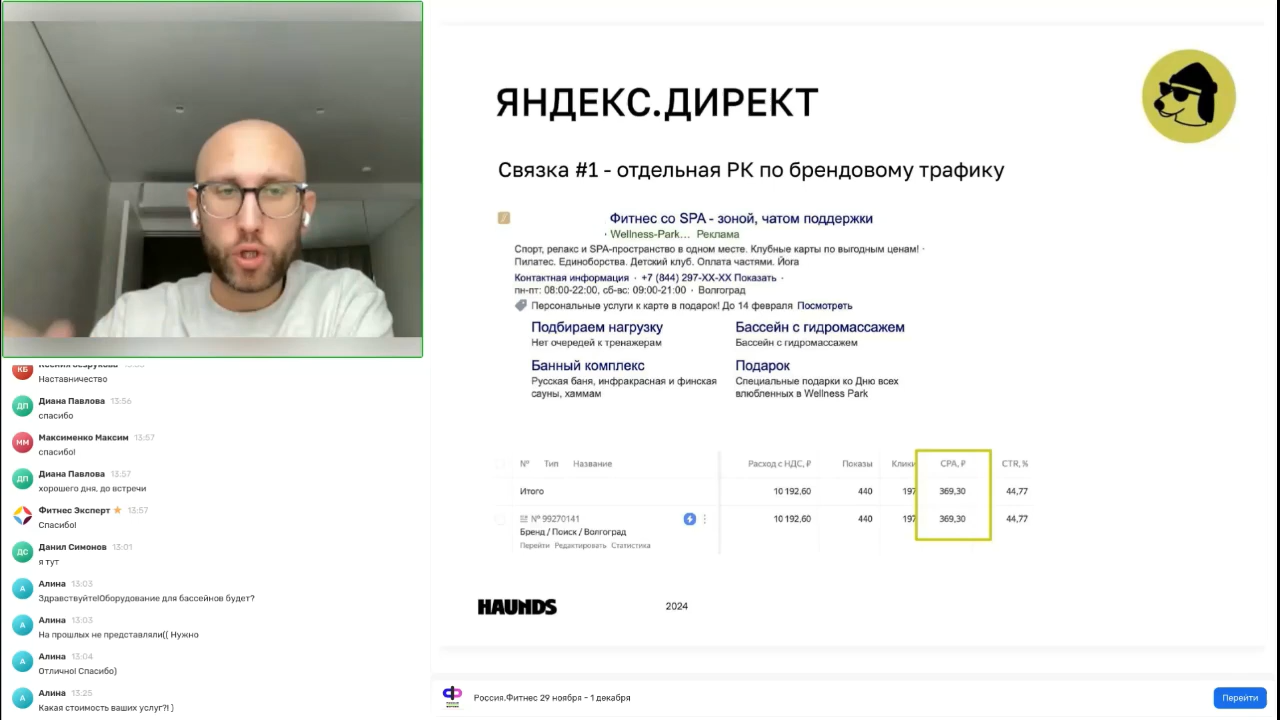 ЯНДЕКС.ДИРЕКТ
Связка #1 - отдельная РК по брендовому трафику
Фитнес со SPA - зоной, чатом поддержки
· Wellness-Park... Реклама
Спорт, релакс и SPA-пространство в одном месте. Клубные карты по выгодным ценам! ·
Пилатес. Единоборства. Детский клуб. Оплата частями. Йога
Контактная информация · +7 (844) 297-XX-XX Показать ·
пн-пт: 08:00-22:00, сб-вс: 09:00-21:00 · Волгоград
Персональные услуги к карте в подарок! До 14 февраля Посмотреть
Подбираем нагрузку
Нет очередей к тренажерам
Бассейн с гидромассажем
Бассейн с гидромассажем
Банный комплекс
Русская баня, инфракрасная и финская
сауны, хаммам
Подарок
Специальные подарки ко Дню всех
влюбленных в Wellness Park
№ Тип Название Расход с НДС, ₽ Показы Клики CPA, ₽ CTR, %
Итого 10 192,60 440 197 369,30 44,77
№ 99270141 10 192,60 440 197 369,30 44,77
Бренд / Поиск / Волгоград
Перейти Редактировать Статистика
HAUNDS
2024
КБ Ксения Безрукова
Наставничество
ДП Диана Павлова 13:56
спасибо
ММ Максименко Максим 13:57
спасибо!
ДП Диана Павлова 13:57
хорошего дня, до встречи
Фитнес Эксперт 13:57
Спасибо!
ДС Данил Симонов 13:01
я тут
А Алина 13:03
Здравствуйте!Оборудование для бассейнов будет?
А Алина 13:03
На прошлых не представляли(( Нужно
А Алина 13:04
Отлично! Спасибо)
А Алина 13:25
Какая стоимость ваших услуг?! )
Россия.Фитнес 29 ноября - 1 декабря
Перейти